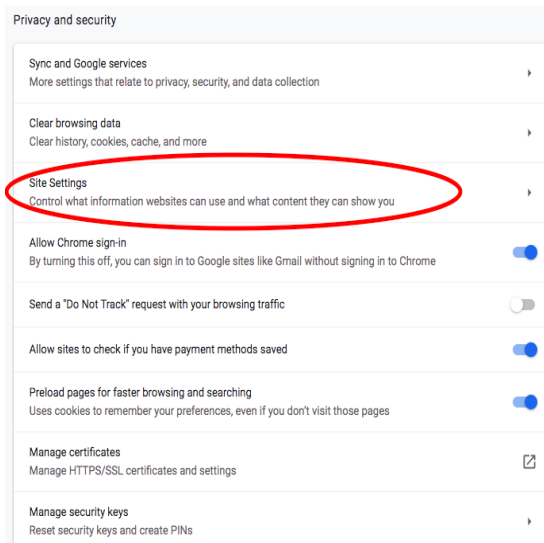 Privacy and security
Sync and Google services
More settings that relate to privacy, security, and data collection
Clear browsing data
Clear history, cookies, cache, and more
Site Settings
Control what information websites can use and what content they can show you
Allow Chrome sign-in
By turning this off, you can sign in to Google sites like Gmail without signing in to Chrome
Send a "Do Not Track" request with your browsing traffic
Allow sites to check if you have payment methods saved
Preload pages for faster browsing and searching
Uses cookies to remember your preferences, even if you don't visit those pages
Manage certificates
Manage HTTPS/SSL certificates and settings
Manage security keys
Reset security keys and create PINs